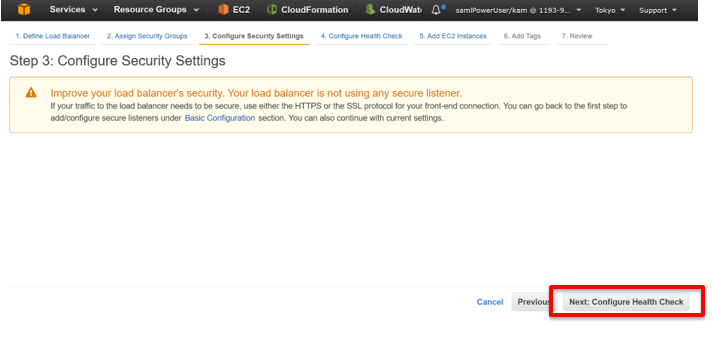 Services Resource Groups EC2 CloudFormation CloudWat samlPowerUser/kam @ 1193-9... Tokyo Support
1. Define Load Balancer 2. Assign Security Groups 3. Configure Security Settings 4. Configure Health Check 5. Add EC2 Instances 6. Add Tags 7. Review
Step 3: Configure Security Settings
Improve your load balancer's security. Your load balancer is not using any secure listener.
If your traffic to the load balancer needs to be secure, use either the HTTPS or the SSL protocol for your front-end connection. You can go back to the first step to
add/configure secure listeners under Basic Configuration section. You can also continue with current settings.
Cancel Previous Next: Configure Health Check